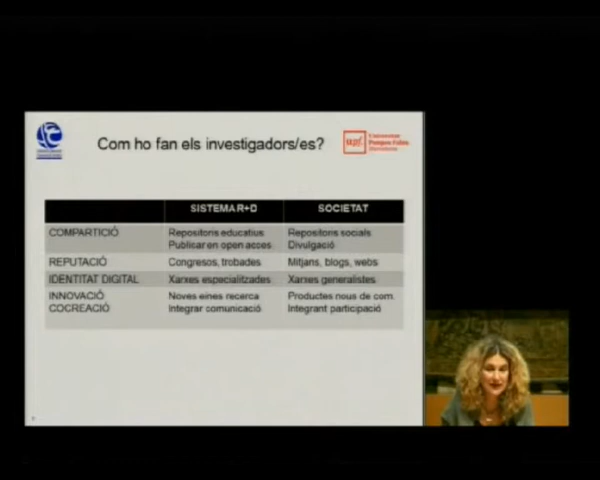 Com ho fan els investigadors/es?
upf.
Universitat
Pompeu Fabra
Barcelona
SISTEMA R+D SOCIETAT
COMPARTICIÓ Repositoris educatius Repositoris socials
Publicar en open acces Divulgació
REPUTACIÓ Congresos, trobades Mitjans, blogs, webs
IDENTITAT DIGITAL Xarxes especialitzades Xarxes generalistes
INNOVACIÓ Noves eines recerca Productes nous de com.
COCREACIÓ Integrar comunicació Integrant participació